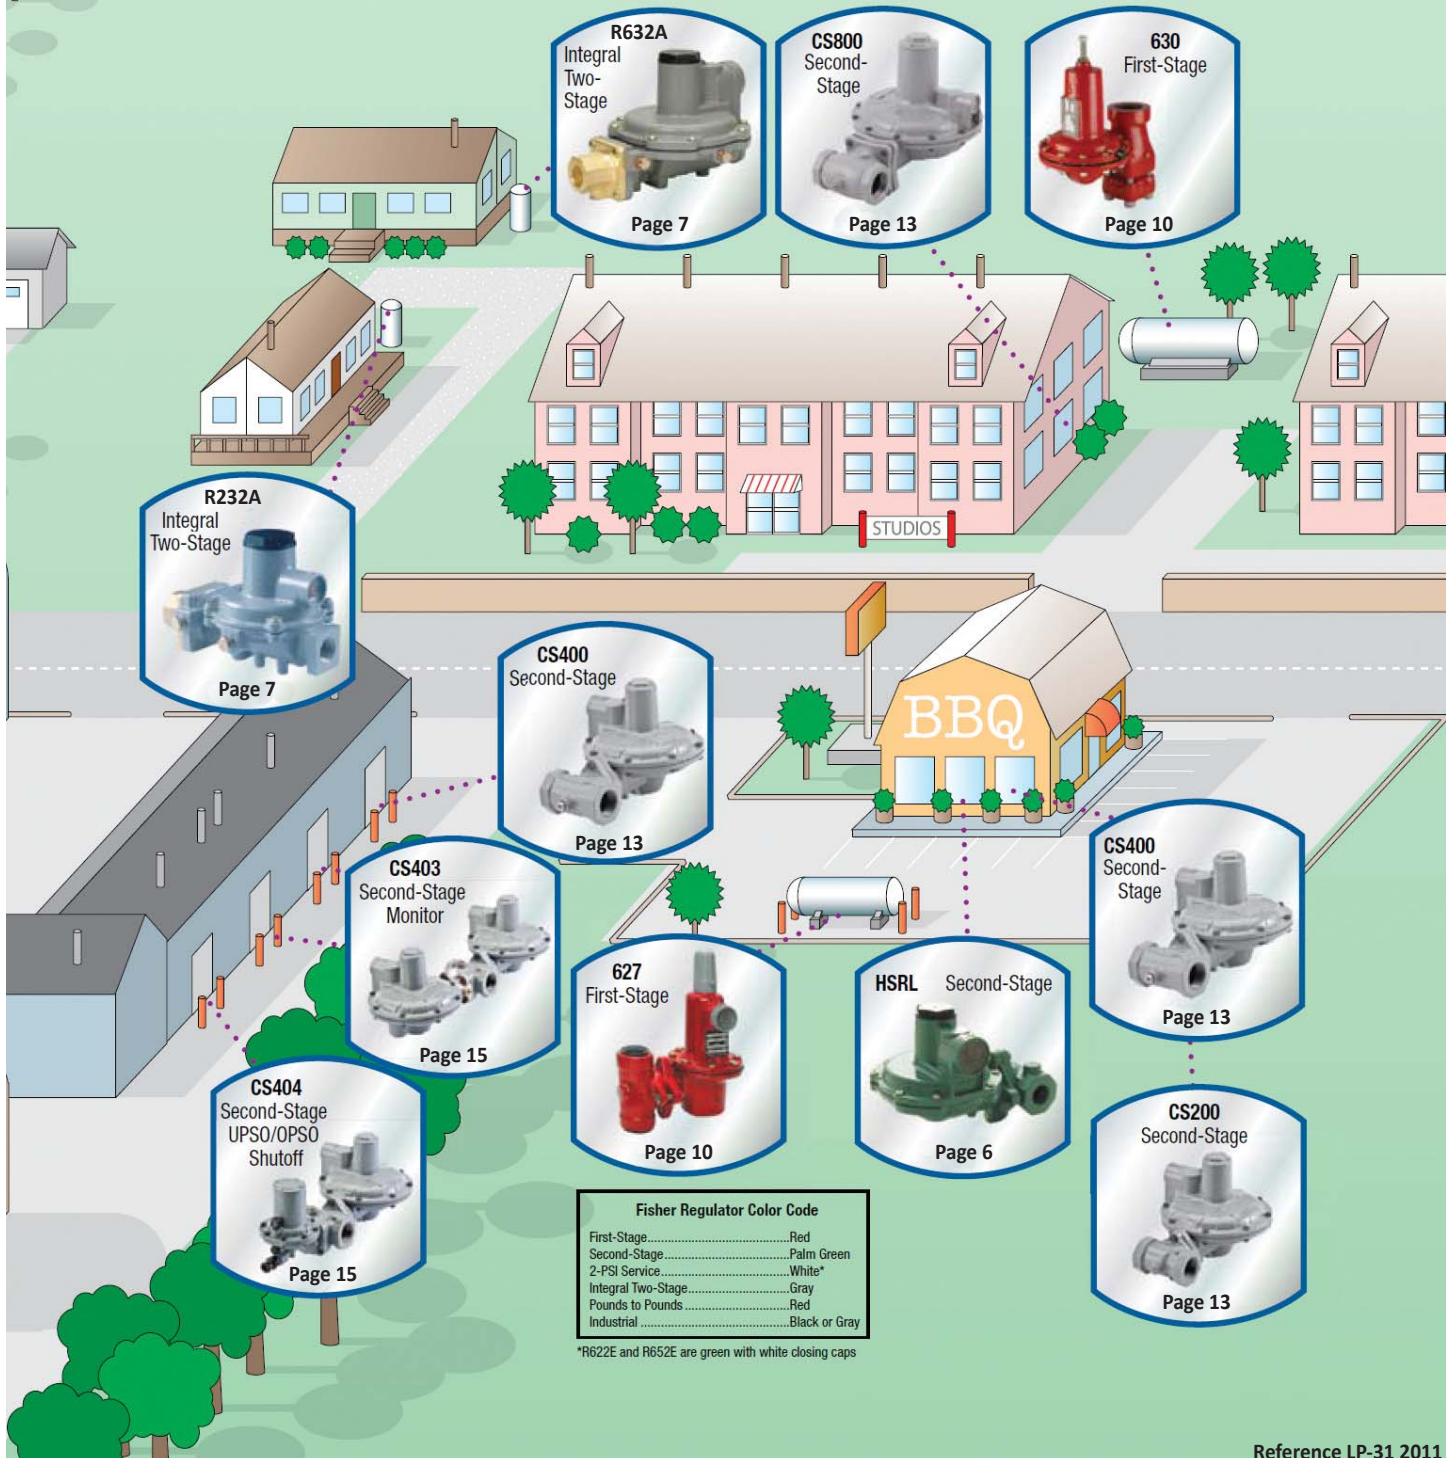 R632A
Integral
Two-
Stage
Page 7
CS800
Second-
Stage
Page 13
630
First-Stage
Page 10
STUDIOS
R232A
Integral
Two-Stage
Page 7
CS400
Second-Stage
Page 13
BBQ
CS403
Second-Stage
Monitor
Page 15
CS400
Second-
Stage
Page 13
627
First-Stage
Page 10
HSRL Second-Stage
Page 6
CS404
Second-Stage
UPSO/OPSO
Shutoff
Page 15
CS200
Second-Stage
Page 13
Fisher Regulator Color Code
First-Stage..........................................Red
Second-Stage.....................................Palm Green
2-PSI Service......................................White*
Integral Two-Stage..............................Gray
Pounds to Pounds...............................Red
Industrial ............................................Black or Gray
*R622E and R652E are green with white closing caps
Reference LP-31 2011